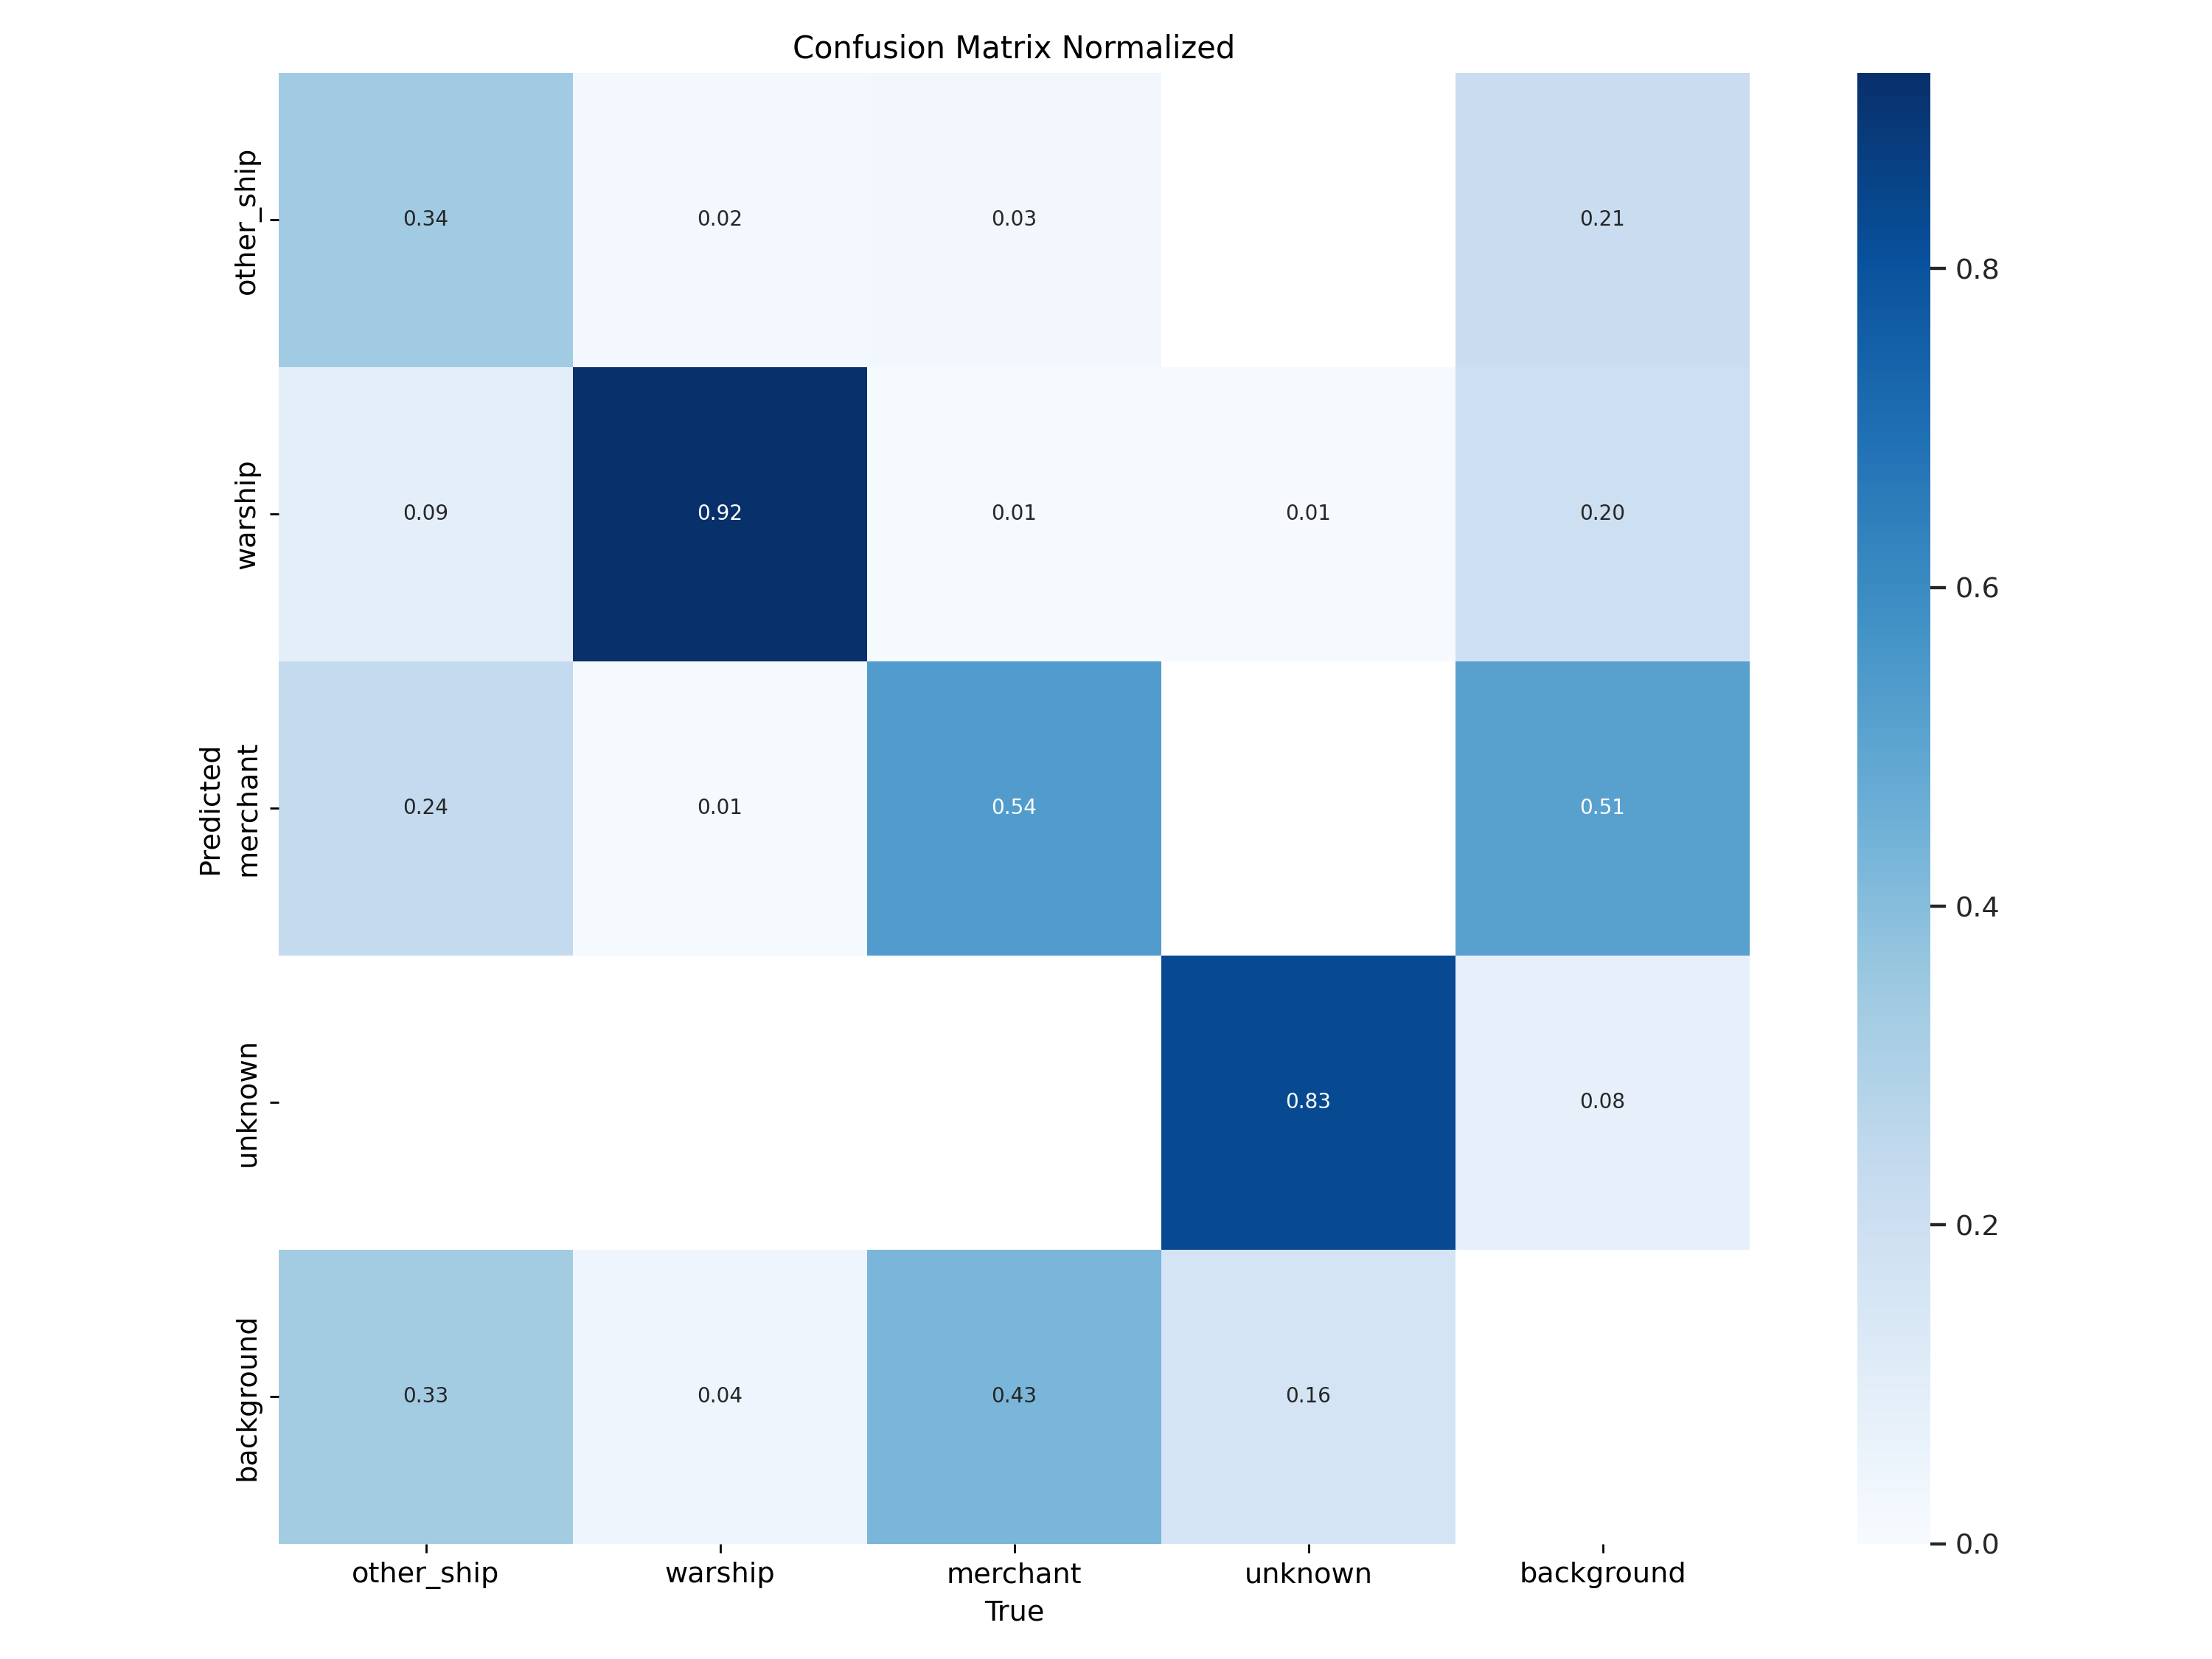 Confusion Matrix Normalized
other_ship
0.34
0.02
0.03
0.21
warship
0.09
0.92
0.01
0.01
0.20
Predicted
merchant
0.24
0.01
0.54
0.51
unknown
0.83
0.08
background
0.33
0.04
0.43
0.16
other_ship
warship
merchant
unknown
background
True
0.8
0.6
0.4
0.2
0.0